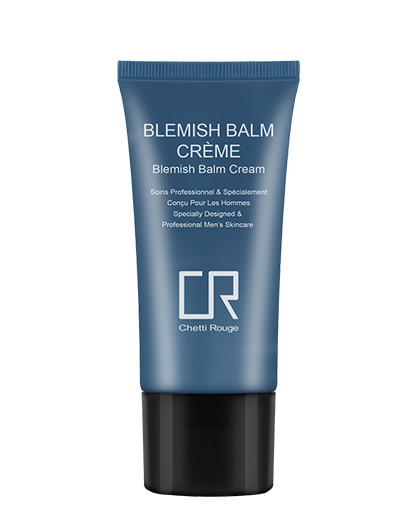 BLEMISH BALM
CRÈME
Blemish Balm Cream
Soins Professionnel & Spécialement
Conçu Pour Les Hommes
Specially Designed &
Professional Men's Skincare
CR
Chetti Rouge